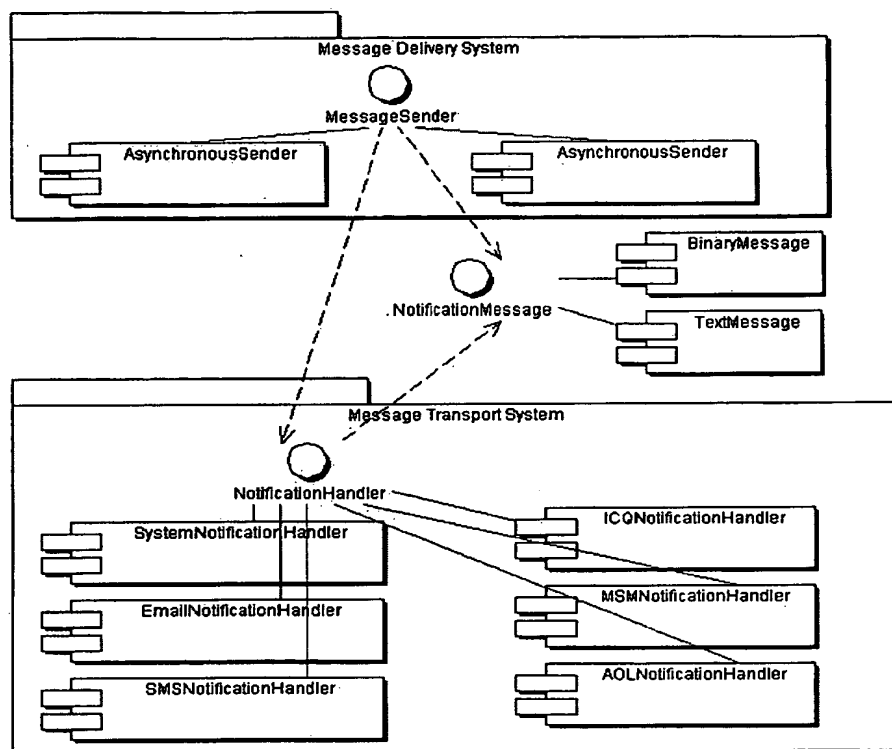 Message Delivery System
MessageSender
AsynchronousSender
AsynchronousSender
BinaryMessage
.NotificationMessage
TextMessage
Message Transport System
NotificationHandler
SystemNotificationHandler
ICQNotificationHandler
EmailNotificationHandler
MSMNotificationHandler
SMSNotificationHandler
AOLNotificationHandler